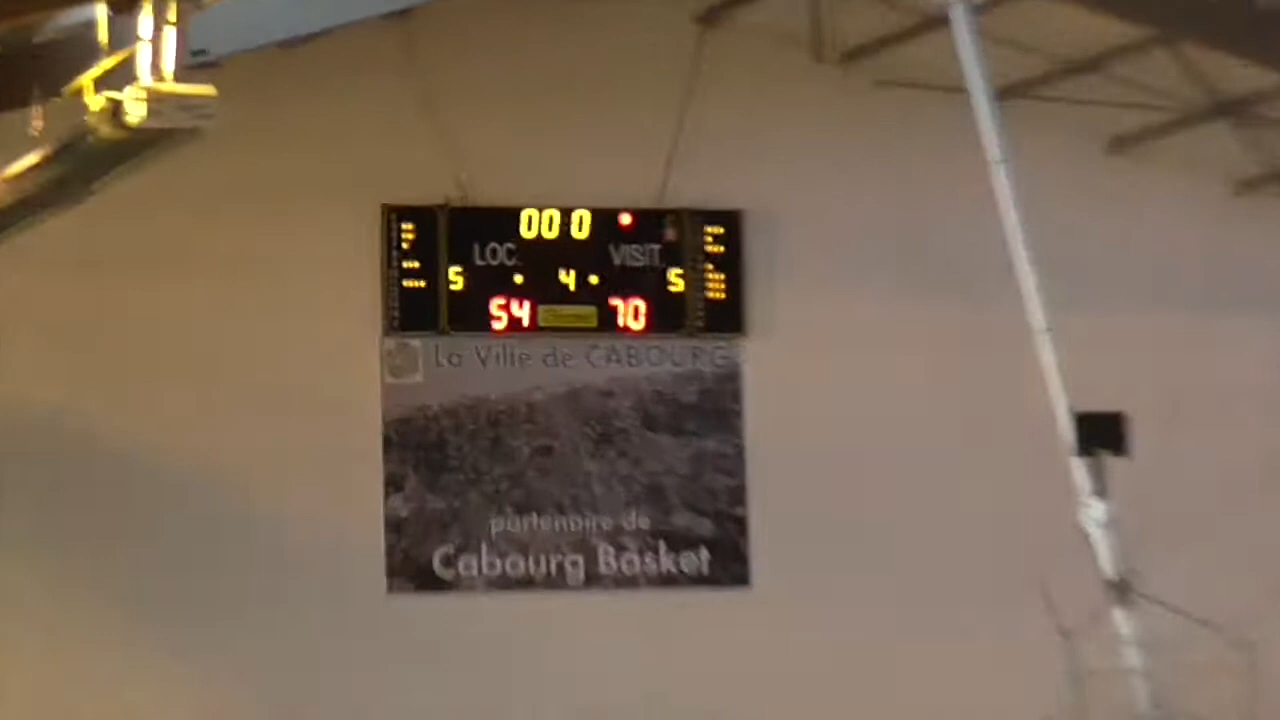 00 0
LOC. VISIT.
5 4 5
54 70
La Ville de CABOURG
partenaire de
Cabourg Basket